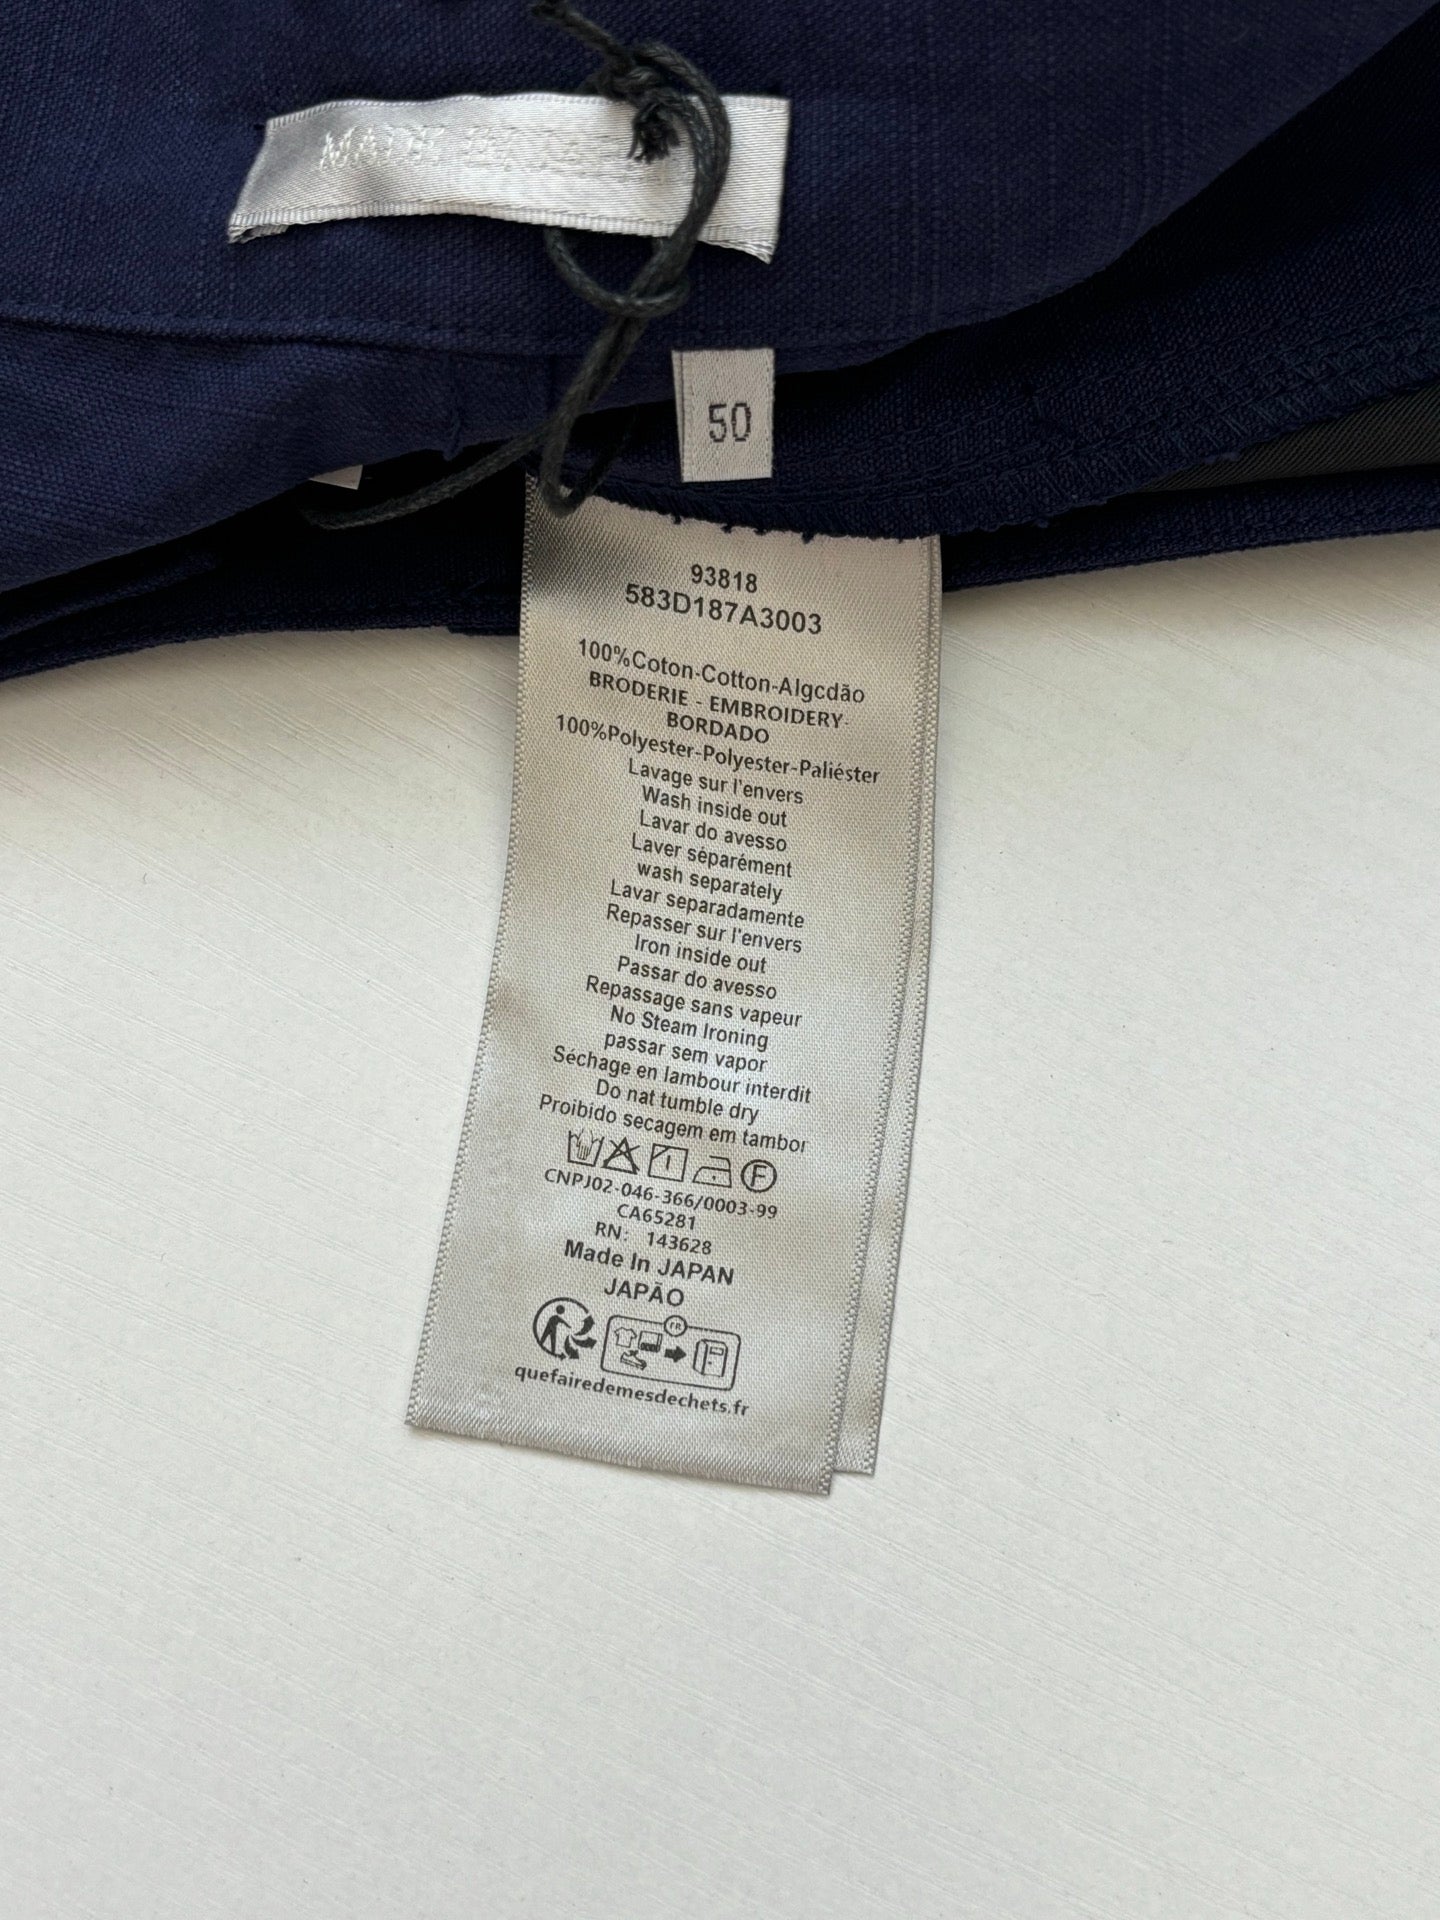 MADE IN
50
93818
583D187A3003
100%Coton-Cotton-Algcdão
BRODERIE - EMBROIDERY-
BORDADO
100%Polyester-Polyester-Paliéster
Lavage sur l'envers
Wash inside out
Lavar do avesso
Laver séparément
wash separately
Lavar separadamente
Repasser sur l'envers
Iron inside out
Passar do avesso
Repassage sans vapeur
No Steam Ironing
passar sem vapor
Séchage en lambour interdit
Do nat tumble dry
Proibido secagem em tambor
F
CNPJ02-046-366/0003-99
CA65281
RN: 143628
Made In JAPAN
JAPÃO
FR
quefairedemesdechets.fr